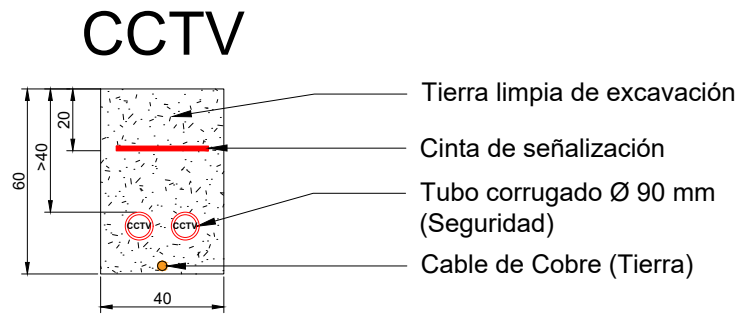 CCTV
Tierra limpia de excavación
20
Cinta de señalización
>40
60
Tubo corrugado Ø 90 mm
(Seguridad)
CCTV CCTV
Cable de Cobre (Tierra)
40